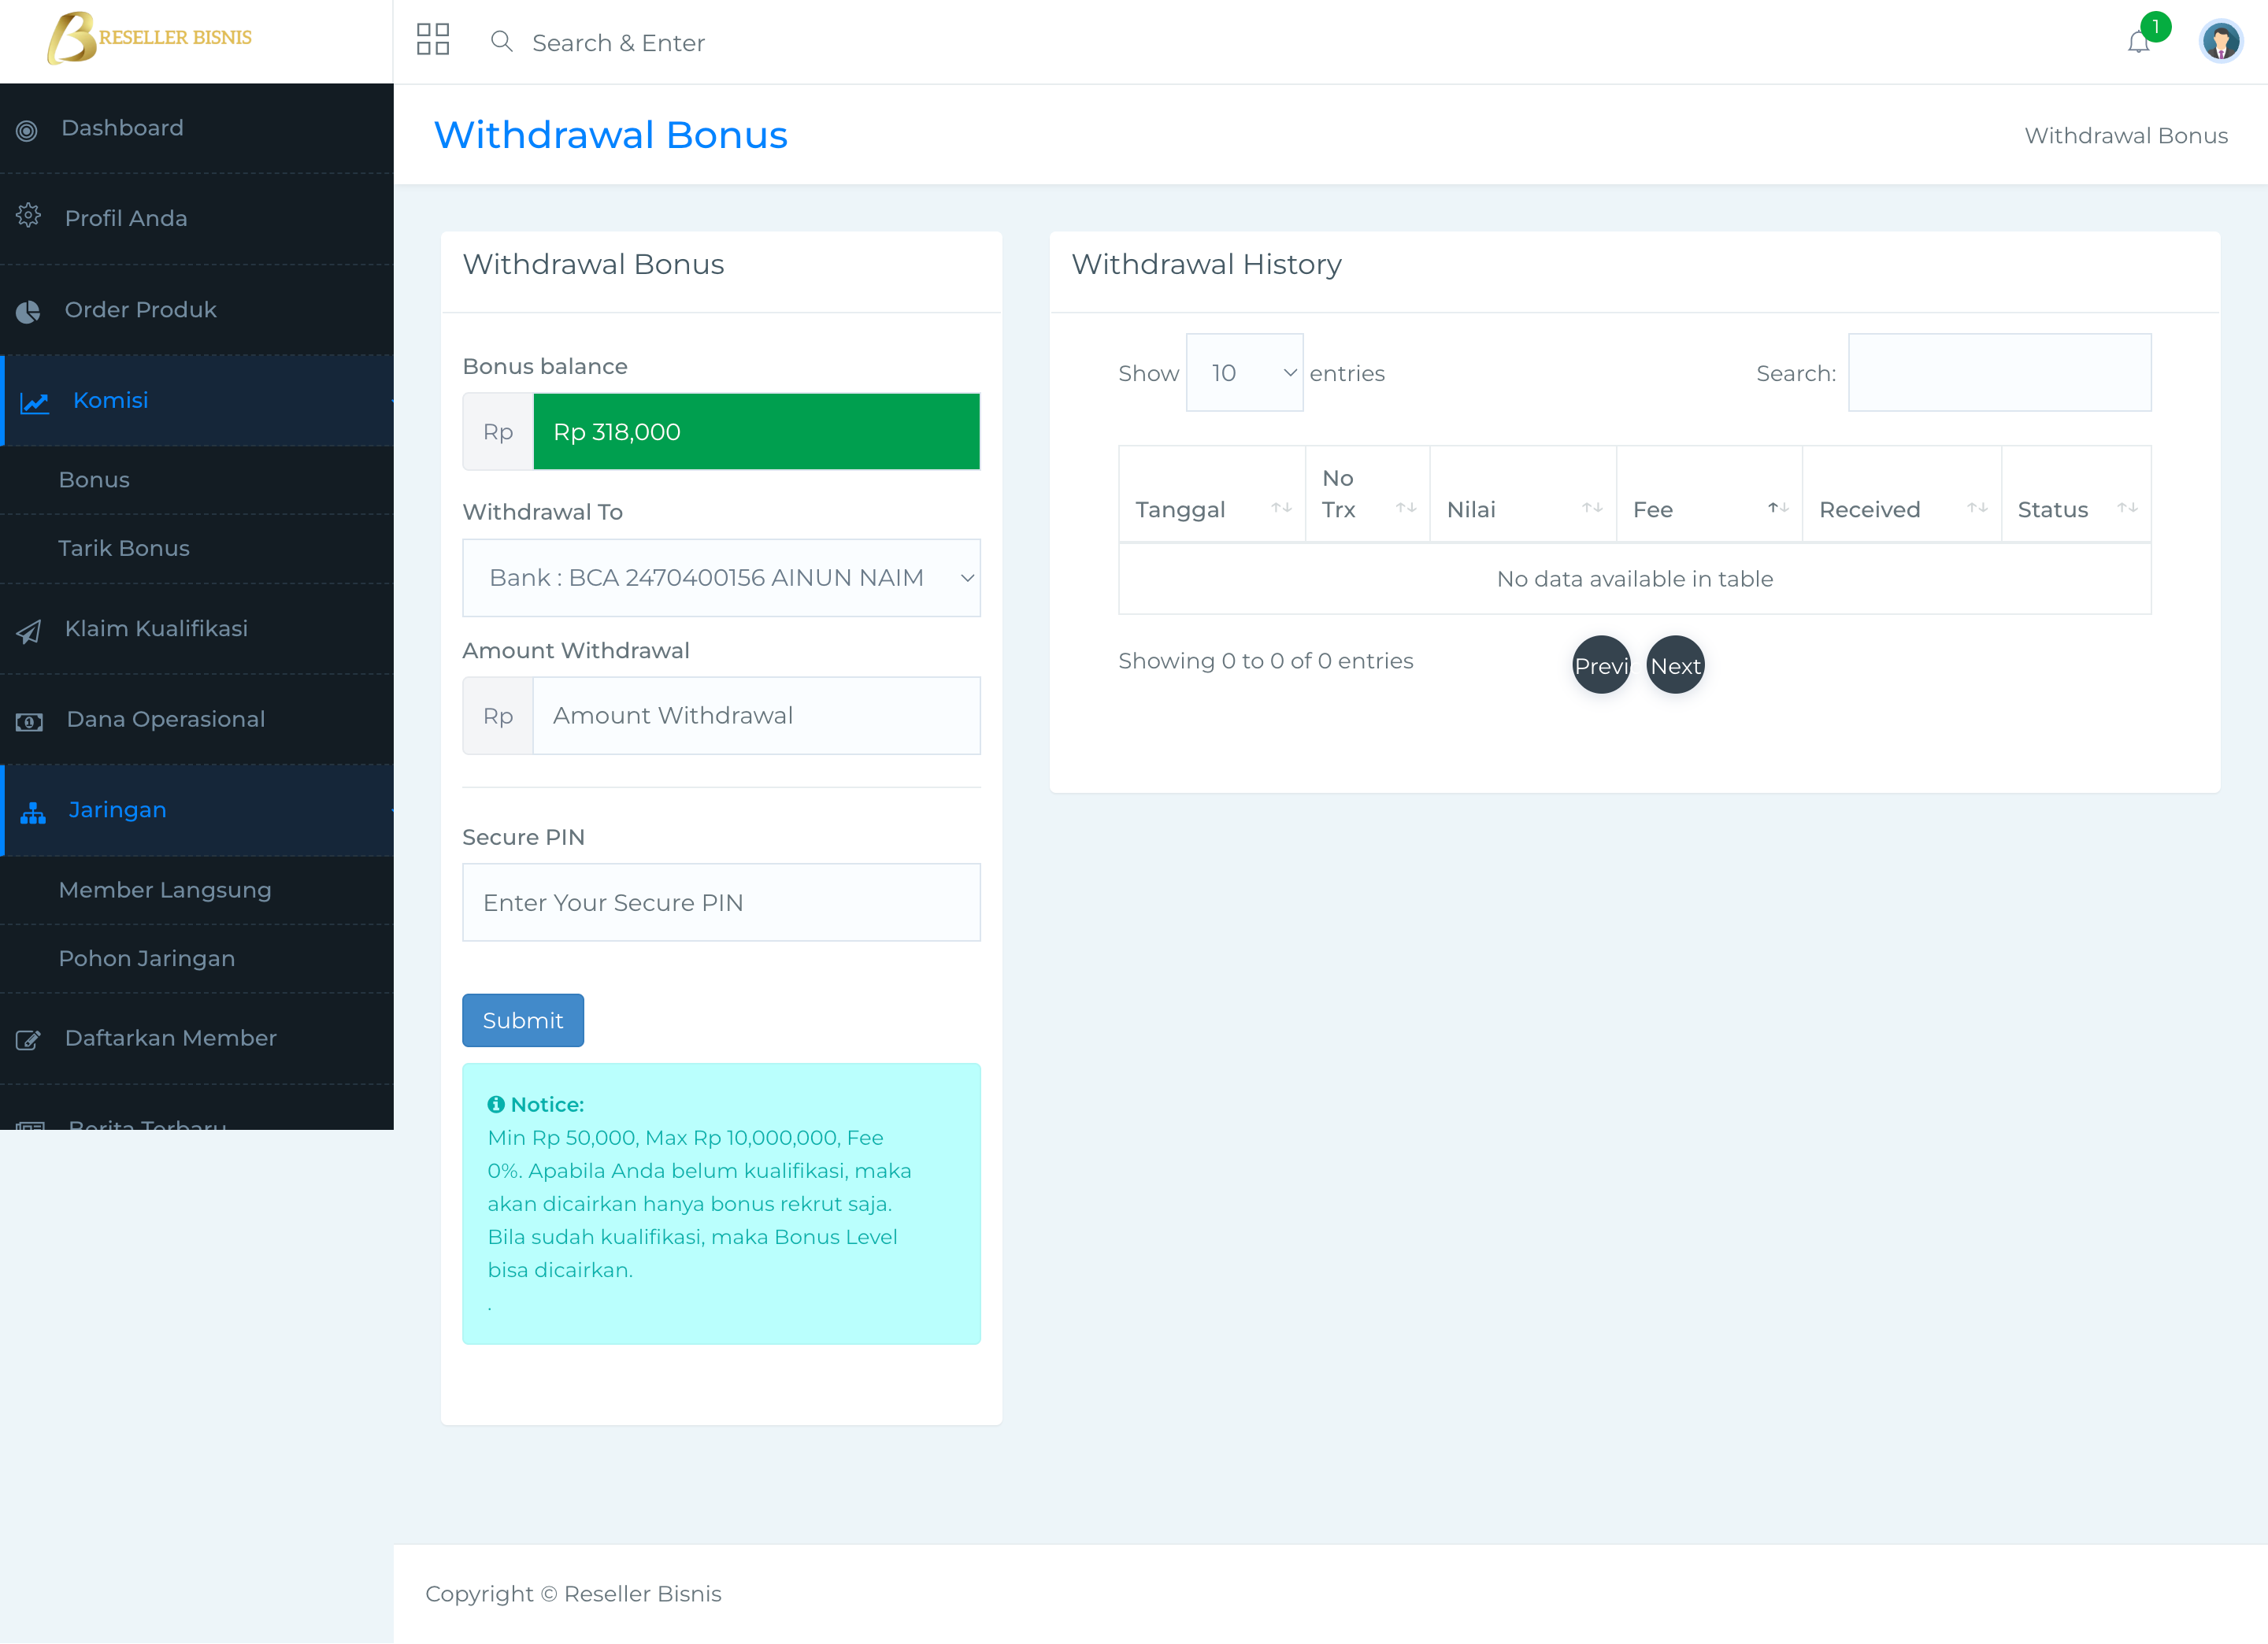 RESELLER BISNIS
Search & Enter
1
Dashboard
Profil Anda
Order Produk
Komisi
Bonus
Tarik Bonus
Klaim Kualifikasi
Dana Operasional
Jaringan
Member Langsung
Pohon Jaringan
Daftarkan Member
Berita Terbaru
Withdrawal Bonus
Withdrawal Bonus
Withdrawal Bonus
Bonus balance
Rp Rp 318,000
Withdrawal To
Bank : BCA 2470400156 AINUN NAIM
Amount Withdrawal
Rp Amount Withdrawal
Secure PIN
Enter Your Secure PIN
Submit
Notice:
Min Rp 50,000, Max Rp 10,000,000, Fee
0%. Apabila Anda belum kualifikasi, maka
akan dicairkan hanya bonus rekrut saja.
Bila sudah kualifikasi, maka Bonus Level
bisa dicairkan.
.
Withdrawal History
Show 10 entries Search:
Tanggal No Trx Nilai Fee Received Status
No data available in table
Showing 0 to 0 of 0 entries
Previ Next
Copyright © Reseller Bisnis